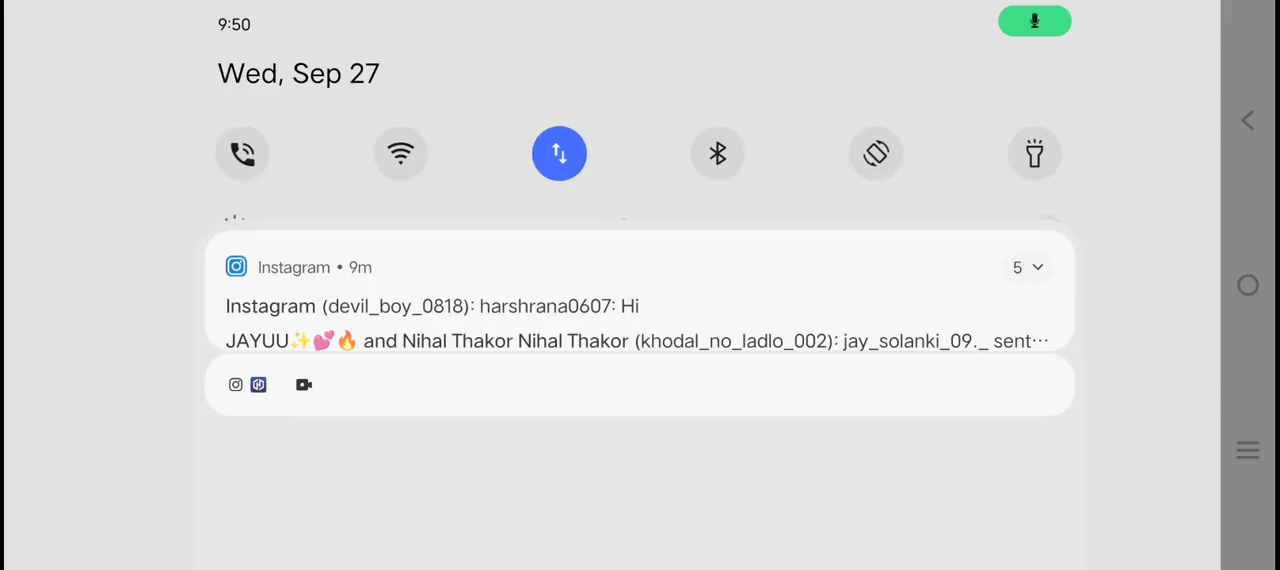 9:50
Wed, Sep 27
Instagram • 9m
5
Instagram (devil_boy_0818): harshrana0607: Hi
JAYUU✨💕🔥 and Nihal Thakor Nihal Thakor (khodal_no_ladlo_002): jay_solanki_09._ sent…